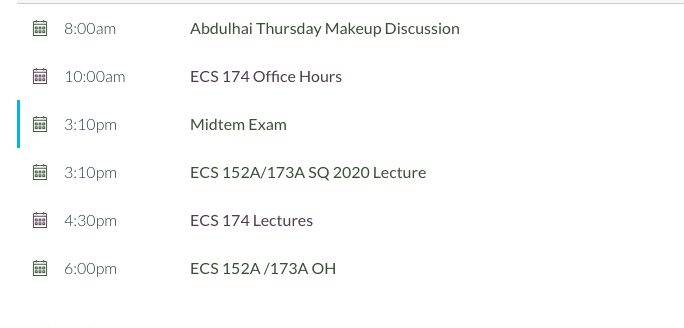 8:00am Abdulhai Thursday Makeup Discussion
10:00am ECS 174 Office Hours
3:10pm Midtem Exam
3:10pm ECS 152A/173A SQ 2020 Lecture
4:30pm ECS 174 Lectures
6:00pm ECS 152A /173A OH